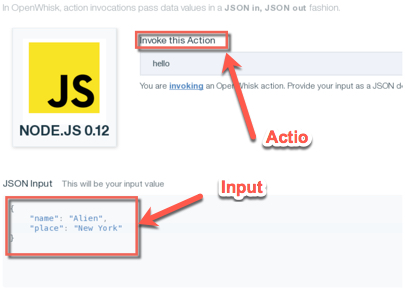 In OpenWhisk, action invocations pass data values in a JSON in, JSON out fashion.
Invoke this Action
JS
hello
You are invoking an OpenWhisk action. Provide your input as a JSON
NODE.JS 0.12
Actio
JSON Input This will be your input value
Input
{
"name": "Alien",
"place": "New York"
}